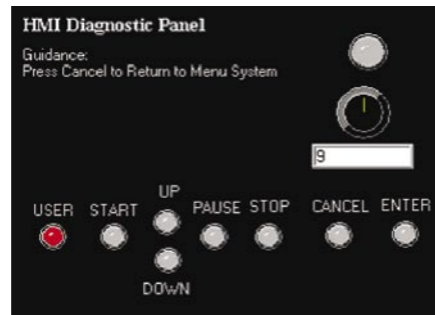 HMI Diagnostic Panel
Guidance:
Press Cancel to Return to Menu System
9
UP
USER START PAUSE STOP CANCEL ENTER
DOWN